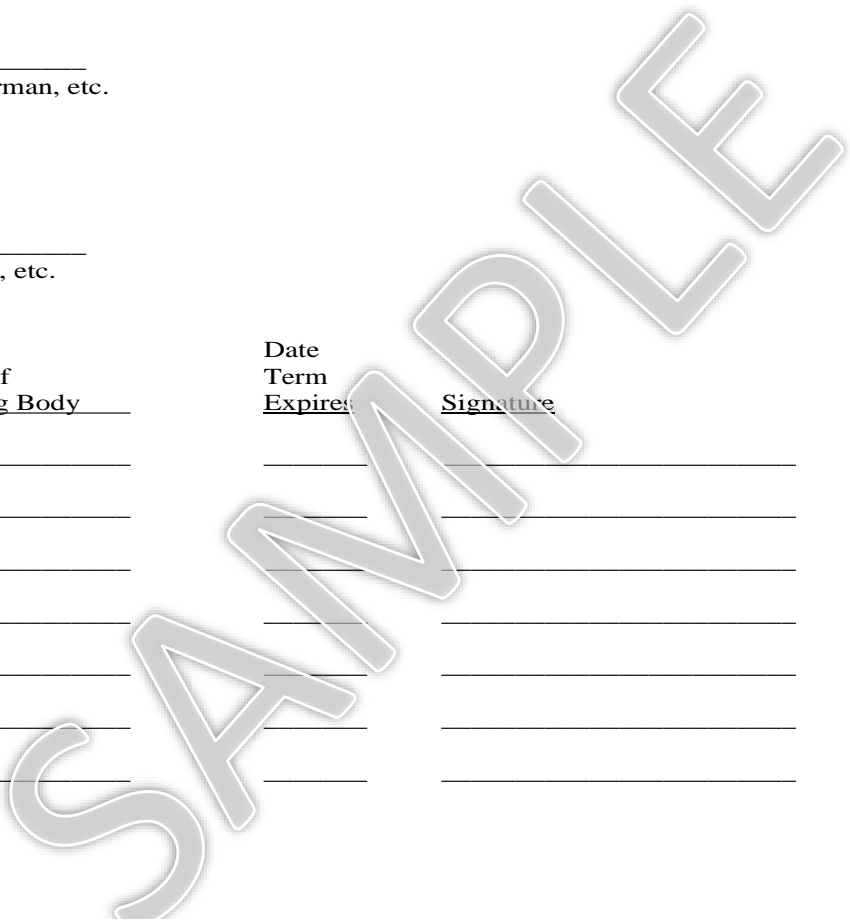 rman, etc.
, etc.
Date
f Term
g Body Expires Signature
SAMPLE